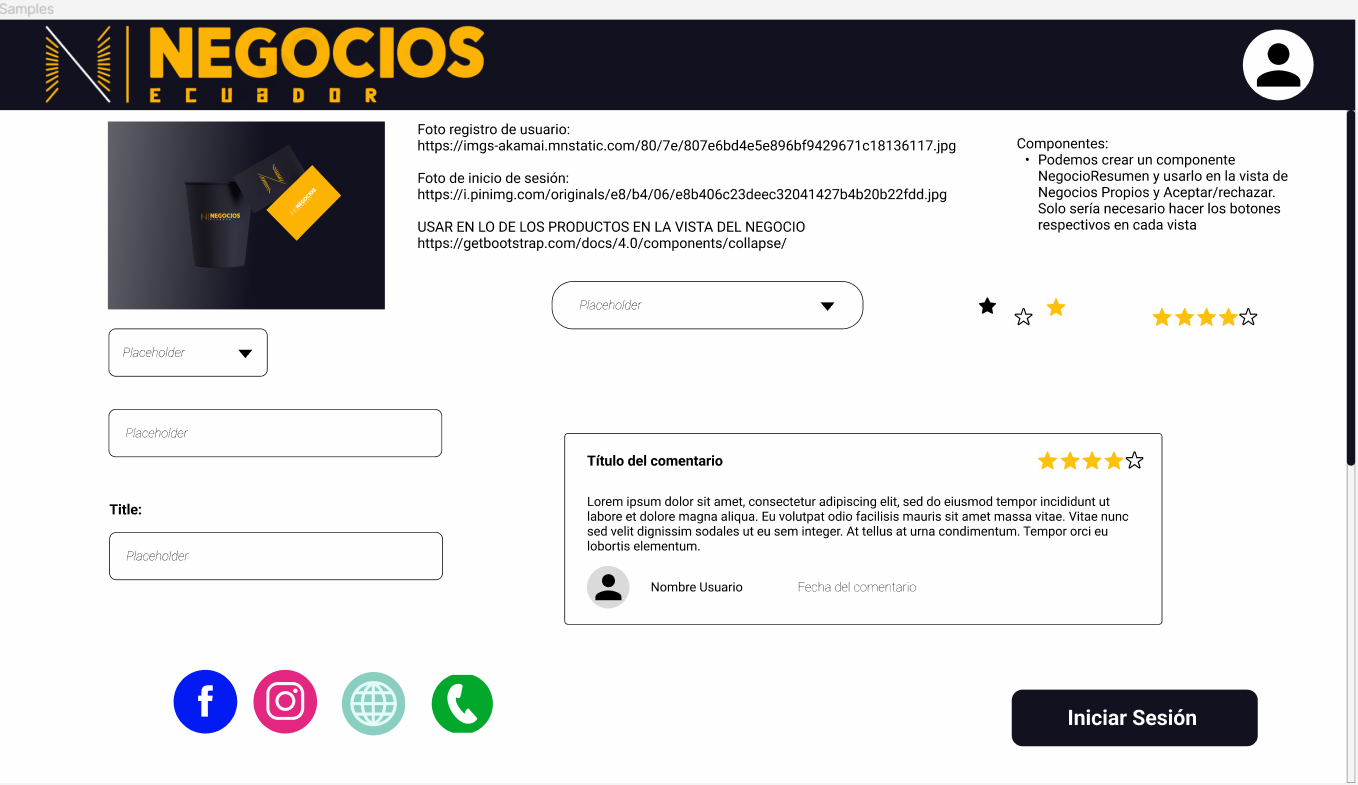 Samples
NEGOCIOS
ECUADOR
Foto registro de usuario:
https://imgs-akamai.mnstatic.com/80/7e/807e6bd4e5e896bf9429671c18136117.jpg
Foto de inicio de sesión:
https://i.pinimg.com/originals/e8/b4/06/e8b406c23deec32041427b4b20b22fdd.jpg
USAR EN LO DE LOS PRODUCTOS EN LA VISTA DEL NEGOCIO
https://getbootstrap.com/docs/4.0/components/collapse/
Componentes:
• Podemos crear un componente
NegocioResumen y usarlo en la vista de
Negocios Propios y Aceptar/rechazar.
Solo sería necesario hacer los botones
respectivos en cada vista
N|NEGOCIOS
NEGOCIOS
Placeholder
Placeholder
Placeholder
Title:
Placeholder
Título del comentario
Lorem ipsum dolor sit amet, consectetur adipiscing elit, sed do eiusmod tempor incididunt ut
labore et dolore magna aliqua. Eu volutpat odio facilisis mauris sit amet massa vitae. Vitae nunc
sed velit dignissim sodales ut eu sem integer. At tellus at urna condimentum. Tempor orci eu
lobortis elementum.
Nombre Usuario
Fecha del comentario
Iniciar Sesión